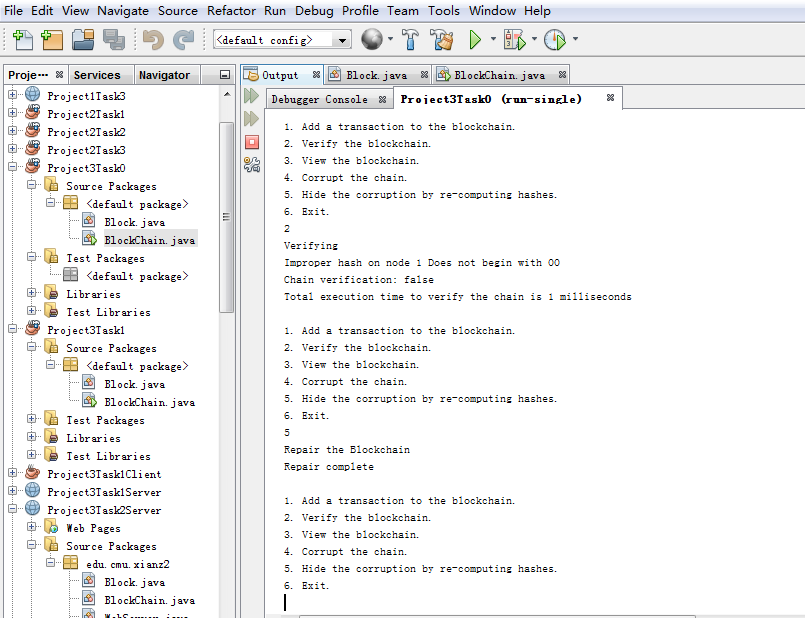 File Edit View Navigate Source Refactor Run Debug Profile Team Tools Window Help
<default config>
Proje... Services Navigator
Project1Task3
Project2Task1
Project2Task2
Project2Task3
Project3Task0
Source Packages
<default package>
Block.java
BlockChain.java
Test Packages
<default package>
Libraries
Test Libraries
Project3Task1
Source Packages
<default package>
Block.java
BlockChain.java
Test Packages
Libraries
Test Libraries
Project3Task1Client
Project3Task1Server
Project3Task2Server
Web Pages
Source Packages
edu.cmu.xianz2
Block.java
BlockChain.java
WebServer.java
Output Block.java BlockChain.java
Debugger Console Project3Task0 (run-single)
1. Add a transaction to the blockchain.
2. Verify the blockchain.
3. View the blockchain.
4. Corrupt the chain.
5. Hide the corruption by re-computing hashes.
6. Exit.
2
Verifying
Improper hash on node 1 Does not begin with 00
Chain verification: false
Total execution time to verify the chain is 1 milliseconds
1. Add a transaction to the blockchain.
2. Verify the blockchain.
3. View the blockchain.
4. Corrupt the chain.
5. Hide the corruption by re-computing hashes.
6. Exit.
5
Repair the Blockchain
Repair complete
1. Add a transaction to the blockchain.
2. Verify the blockchain.
3. View the blockchain.
4. Corrupt the chain.
5. Hide the corruption by re-computing hashes.
6. Exit.